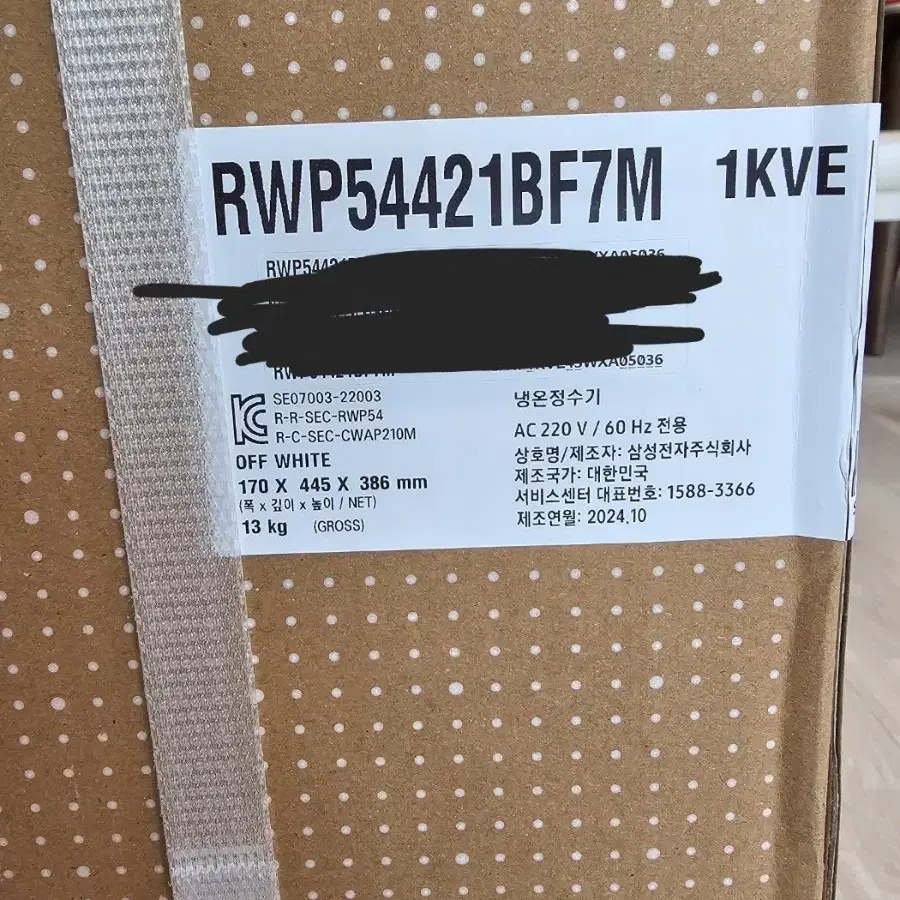 RWP54421BF7M 1KVE
SE07003-22003
R-R-SEC-RWP54
R-C-SEC-CWAP210M
OFF WHITE
170 X 445 X 386 mm
(폭 x 깊이 x 높이 / NET)
13 kg (GROSS)
냉온정수기
AC 220 V / 60 Hz 전용
상호명/제조자: 삼성전자주식회사
제조국가: 대한민국
서비스센터 대표번호: 1588-3366
제조연월: 2024.10